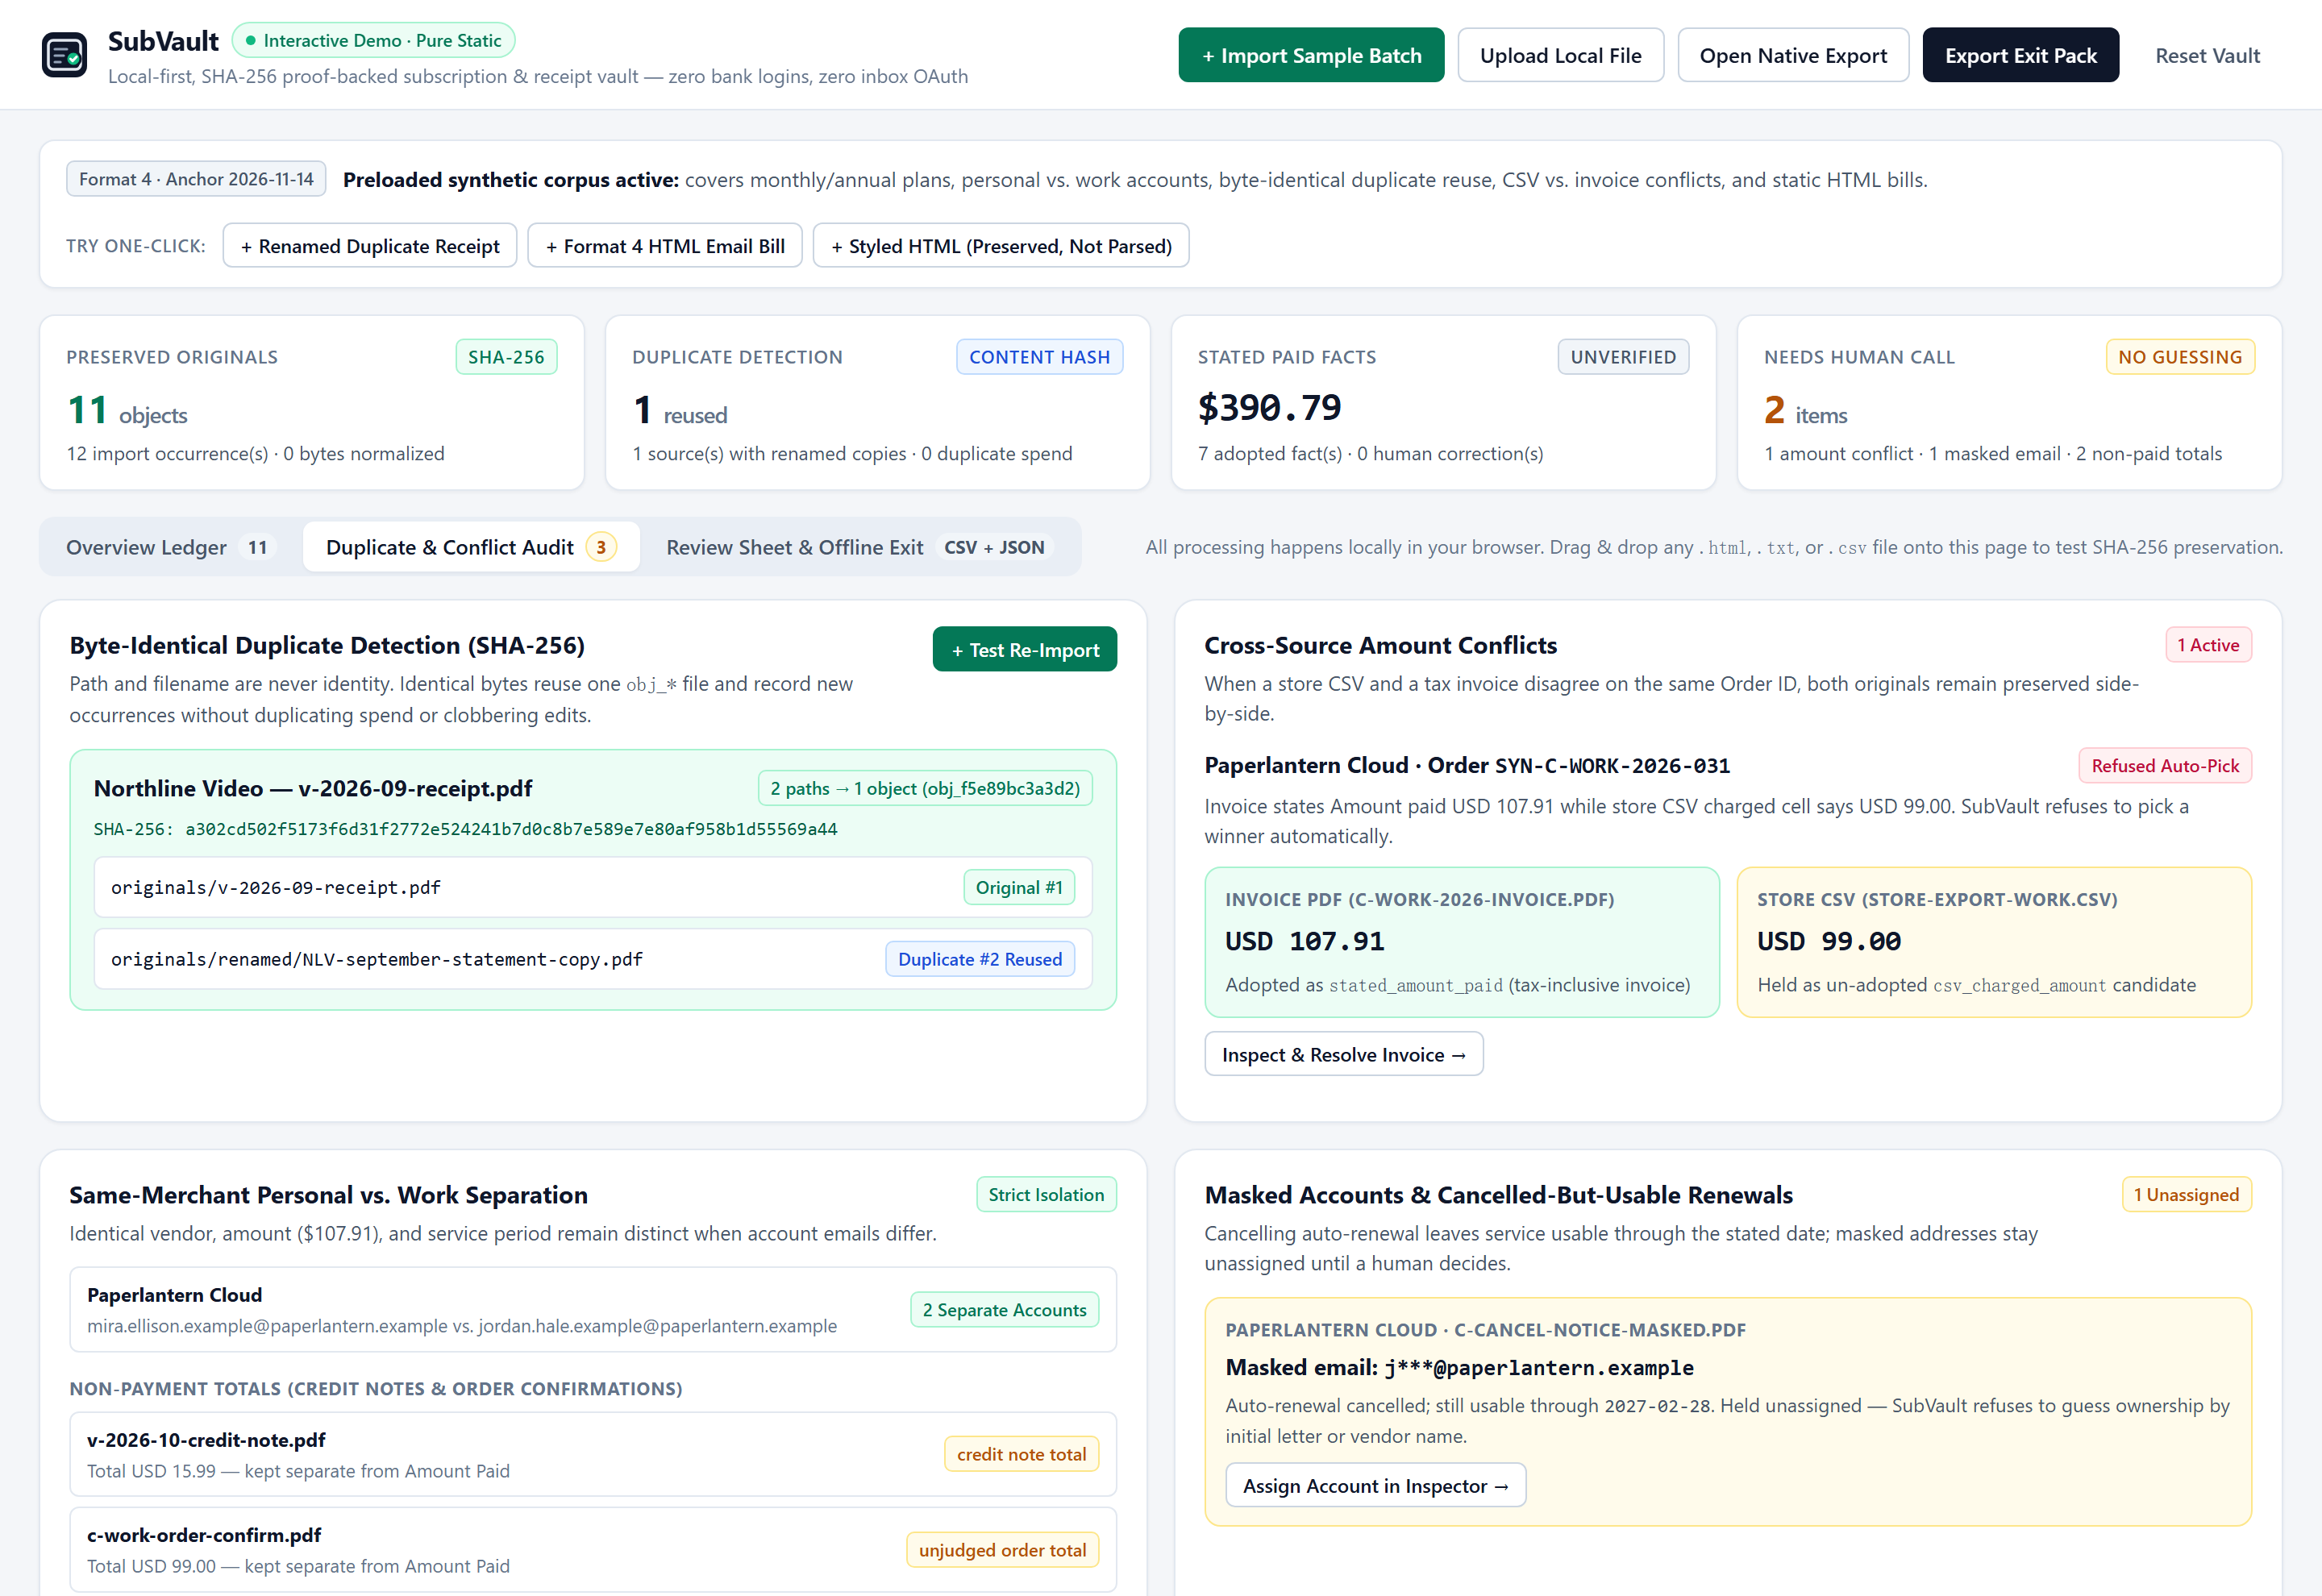 SubVault
Interactive Demo · Pure Static
Local-first, SHA-256 proof-backed subscription & receipt vault — zero bank logins, zero inbox OAuth
+ Import Sample Batch
Upload Local File
Open Native Export
Export Exit Pack
Reset Vault
Format 4 · Anchor 2026-11-14
Preloaded synthetic corpus active: covers monthly/annual plans, personal vs. work accounts, byte-identical duplicate reuse, CSV vs. invoice conflicts, and static HTML bills.
TRY ONE-CLICK:
+ Renamed Duplicate Receipt
+ Format 4 HTML Email Bill
+ Styled HTML (Preserved, Not Parsed)
PRESERVED ORIGINALS
SHA-256
11 objects
12 import occurrence(s) · 0 bytes normalized
DUPLICATE DETECTION
CONTENT HASH
1 reused
1 source(s) with renamed copies · 0 duplicate spend
STATED PAID FACTS
UNVERIFIED
$390.79
7 adopted fact(s) · 0 human correction(s)
NEEDS HUMAN CALL
NO GUESSING
2 items
1 amount conflict · 1 masked email · 2 non-paid totals
Overview Ledger 11
Duplicate & Conflict Audit 3
Review Sheet & Offline Exit CSV + JSON
All processing happens locally in your browser. Drag & drop any .html, .txt, or .csv file onto this page to test SHA-256 preservation.
Byte-Identical Duplicate Detection (SHA-256)
+ Test Re-Import
Path and filename are never identity. Identical bytes reuse one obj_* file and record new
occurrences without duplicating spend or clobbering edits.
Northline Video — v-2026-09-receipt.pdf
2 paths → 1 object (obj_f5e89bc3a3d2)
SHA-256: a302cd502f5173f6d31f2772e524241b7d0c8b7e589e7e80af958b1d55569a44
originals/v-2026-09-receipt.pdf
Original #1
originals/renamed/NLV-september-statement-copy.pdf
Duplicate #2 Reused
Cross-Source Amount Conflicts
1 Active
When a store CSV and a tax invoice disagree on the same Order ID, both originals remain preserved side-
by-side.
Paperlantern Cloud · Order SYN-C-WORK-2026-031
Refused Auto-Pick
Invoice states Amount paid USD 107.91 while store CSV charged cell says USD 99.00. SubVault refuses to pick a
winner automatically.
INVOICE PDF (C-WORK-2026-INVOICE.PDF)
USD 107.91
Adopted as stated_amount_paid (tax-inclusive invoice)
STORE CSV (STORE-EXPORT-WORK.CSV)
USD 99.00
Held as un-adopted csv_charged_amount candidate
Inspect & Resolve Invoice →
Same-Merchant Personal vs. Work Separation
Strict Isolation
Identical vendor, amount ($107.91), and service period remain distinct when account emails differ.
Paperlantern Cloud
mira.ellison.example@paperlantern.example vs. jordan.hale.example@paperlantern.example
2 Separate Accounts
NON-PAYMENT TOTALS (CREDIT NOTES & ORDER CONFIRMATIONS)
v-2026-10-credit-note.pdf
Total USD 15.99 — kept separate from Amount Paid
credit note total
c-work-order-confirm.pdf
Total USD 99.00 — kept separate from Amount Paid
unjudged order total
Masked Accounts & Cancelled-But-Usable Renewals
1 Unassigned
Cancelling auto-renewal leaves service usable through the stated date; masked addresses stay
unassigned until a human decides.
PAPERLANTERN CLOUD · C-CANCEL-NOTICE-MASKED.PDF
Masked email: j***@paperlantern.example
Auto-renewal cancelled; still usable through 2027-02-28. Held unassigned — SubVault refuses to guess ownership by
initial letter or vendor name.
Assign Account in Inspector →